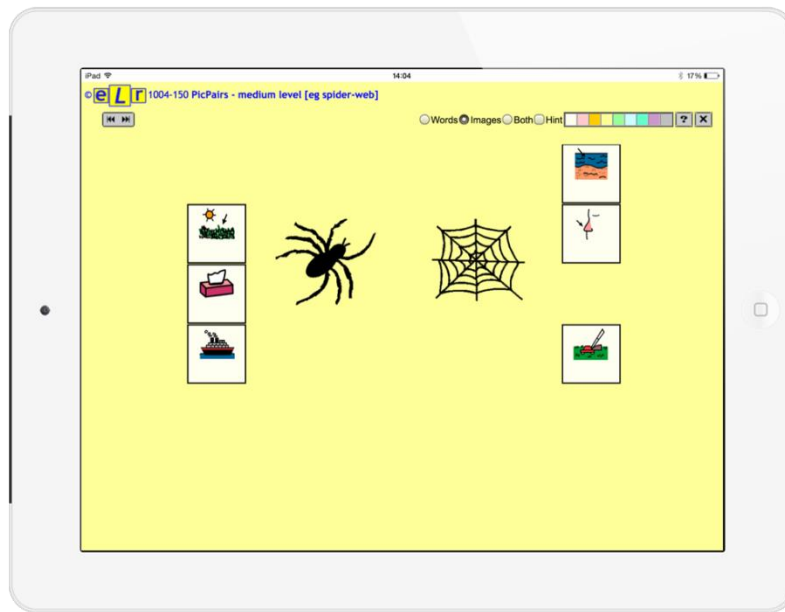 iPad 14:04 17%
© eLr 1004-150 PicPairs - medium level [eg spider-web]
Words Images Both Hint ? X